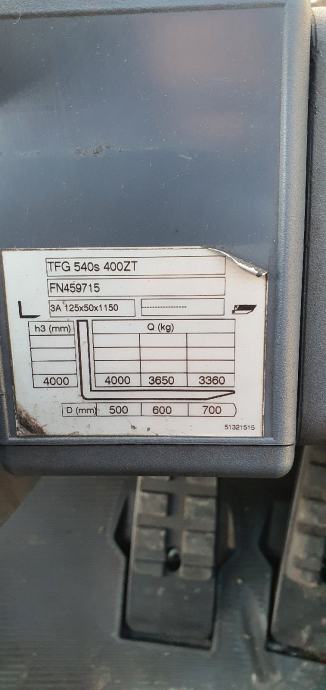 TFG 540s 400ZT
FN459715
3A 125x50x1150 --------------
h3 (mm) Q (kg)
4000 4000 3650 3360
D (mm) 500 600 700
51321515